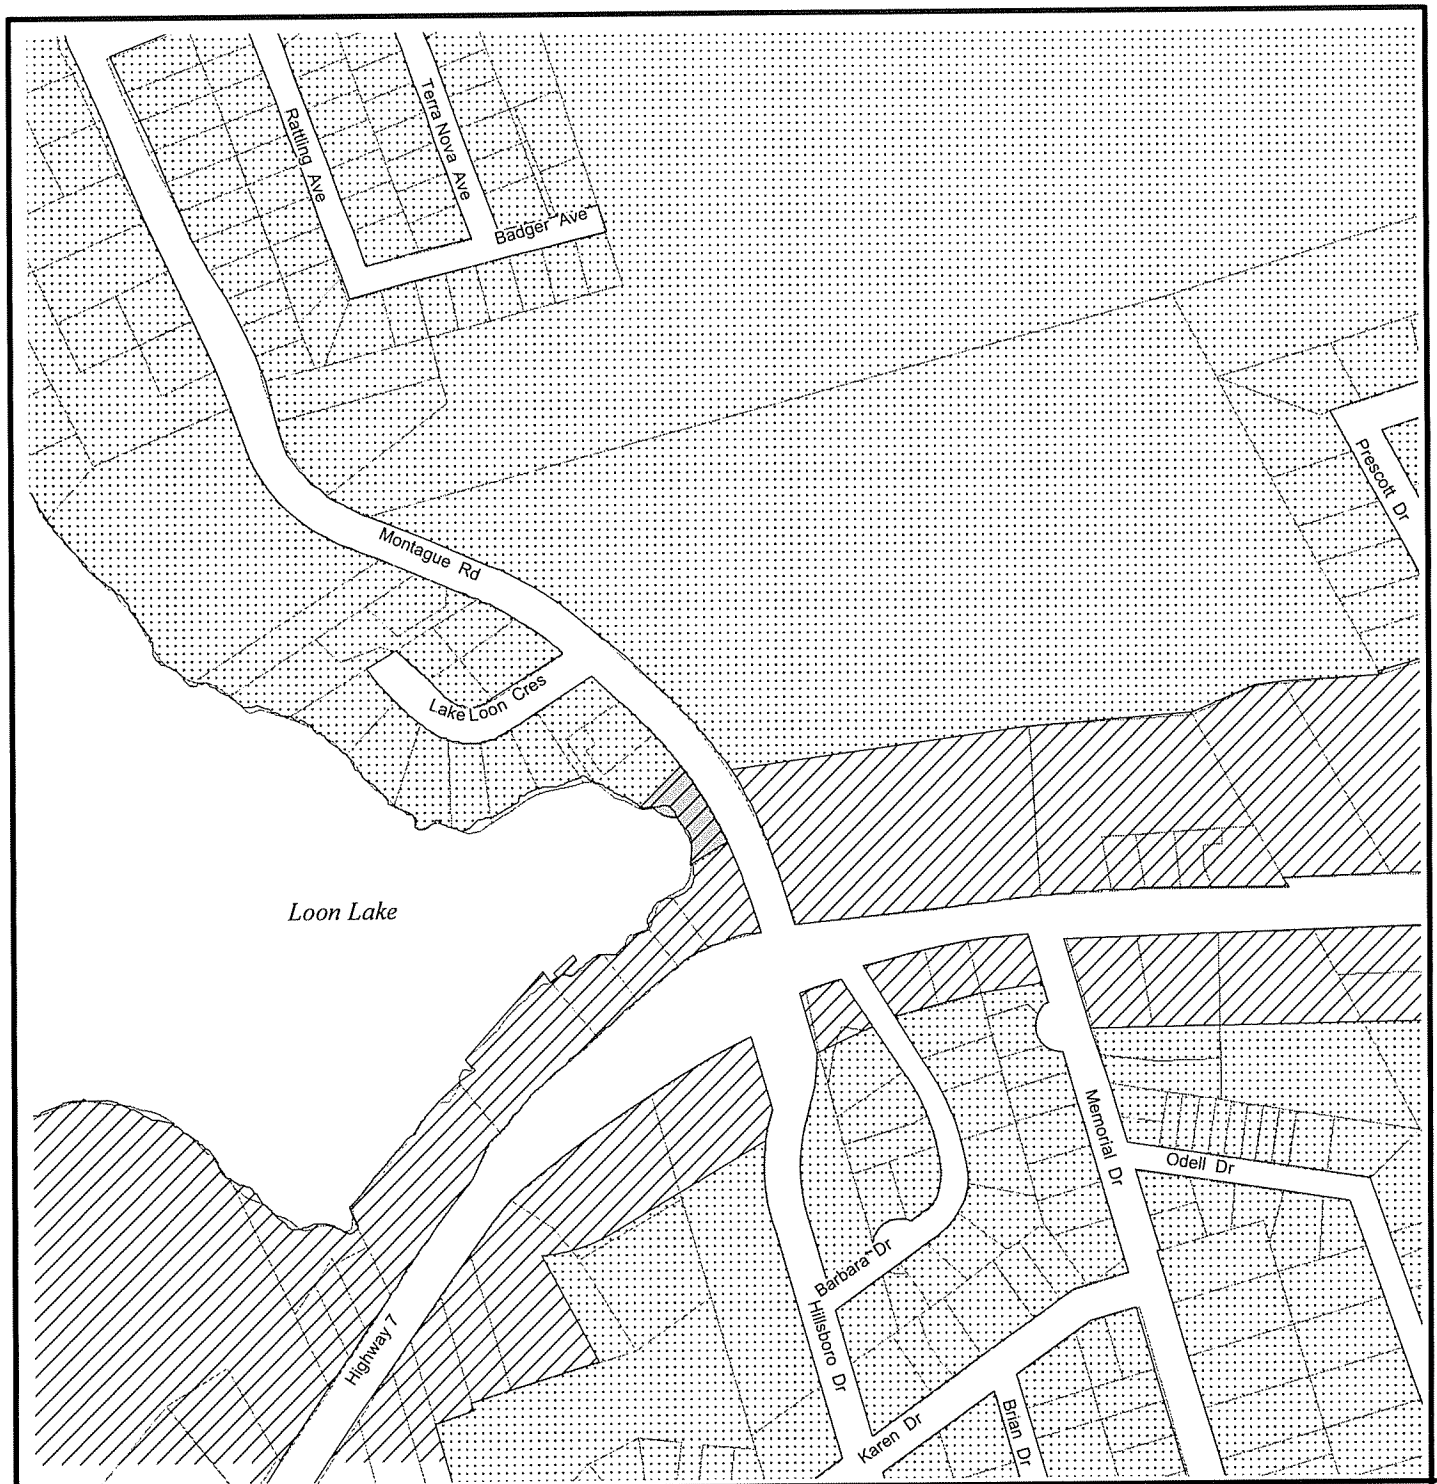 Rattling Ave
Terra Nova Ave
Badger Ave
Prescott Dr
Montague Rd
Lake Loon Cres
Loon Lake
Memorial Dr
Odell Dr
Barbara Dr
Hillsboro Dr
Highway 7
Karen Dr
Brian Dr